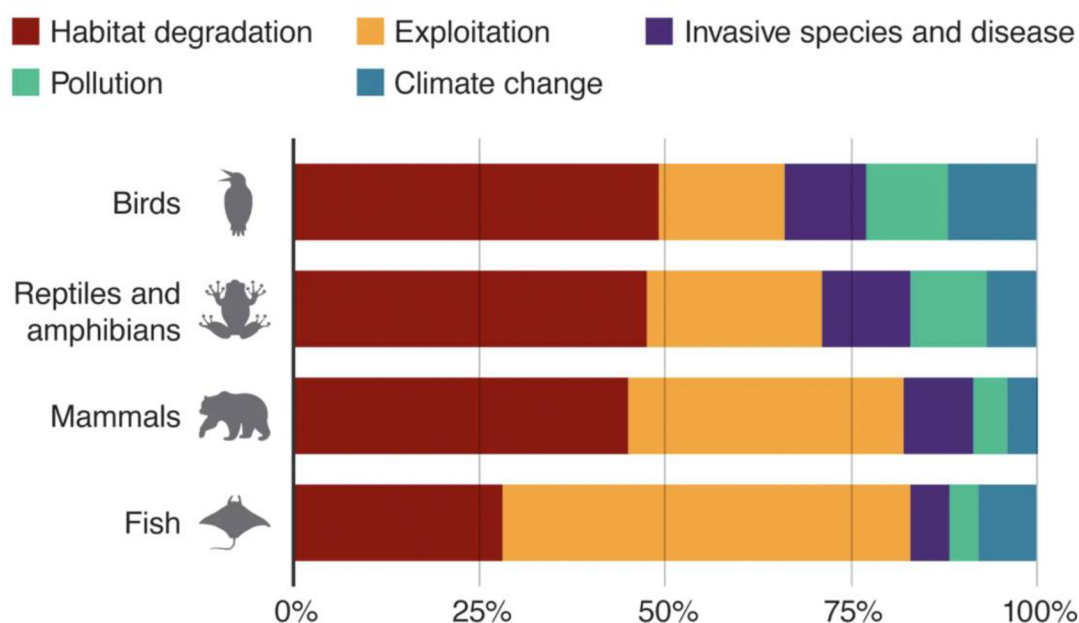 Habitat degradation Exploitation Invasive species and disease
Pollution Climate change
Birds
Reptiles and
amphibians
Mammals
Fish
0% 25% 50% 75% 100%